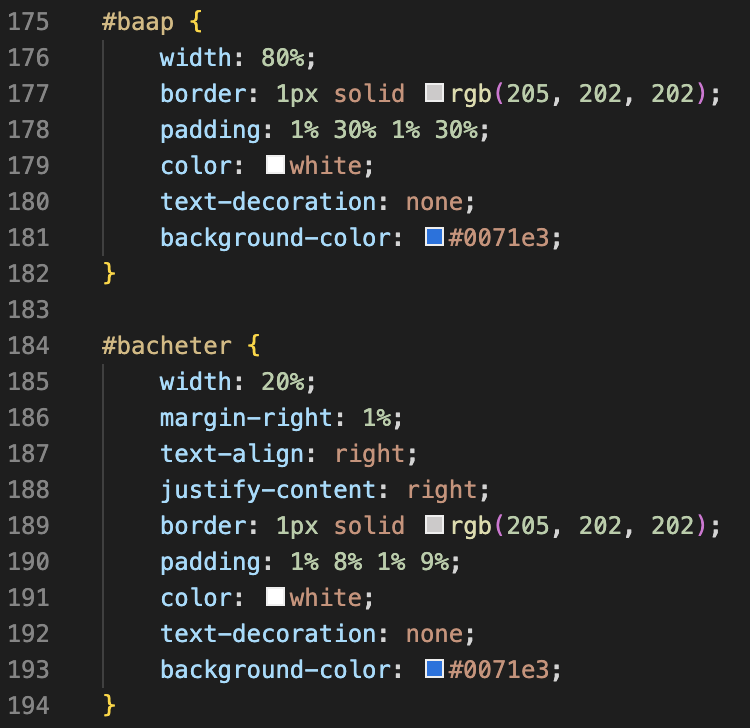 175 #baap {
176 width: 80%;
177 border: 1px solid rgb(205, 202, 202);
178 padding: 1% 30% 1% 30%;
179 color: white;
180 text-decoration: none;
181 background-color: #0071e3;
182 }
183
184 #bacheter {
185 width: 20%;
186 margin-right: 1%;
187 text-align: right;
188 justify-content: right;
189 border: 1px solid rgb(205, 202, 202);
190 padding: 1% 8% 1% 9%;
191 color: white;
192 text-decoration: none;
193 background-color: #0071e3;
194 }